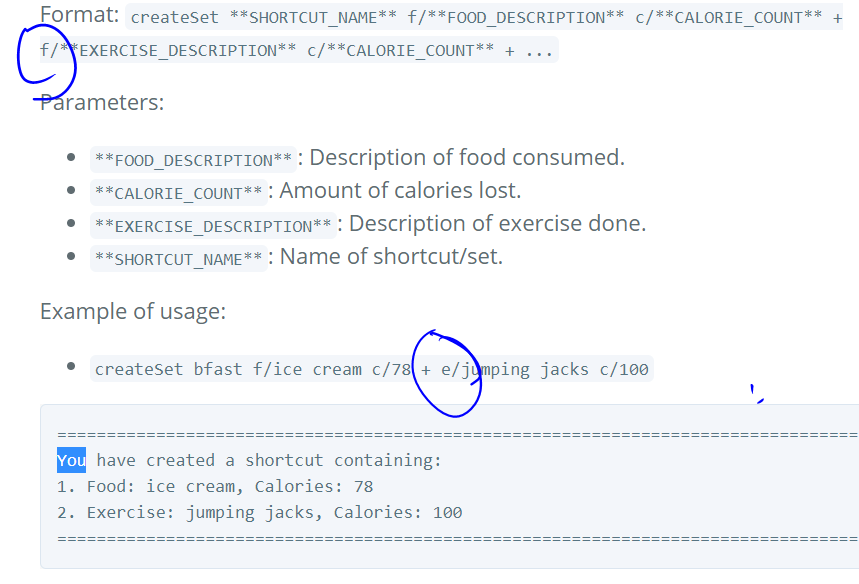 Format: createSet **SHORTCUT_NAME** f/**FOOD_DESCRIPTION** c/**CALORIE_COUNT** +
f/**EXERCISE_DESCRIPTION** c/**CALORIE_COUNT** + ...
Parameters:
• **FOOD_DESCRIPTION**: Description of food consumed.
• **CALORIE_COUNT**: Amount of calories lost.
• **EXERCISE_DESCRIPTION**: Description of exercise done.
• **SHORTCUT_NAME**: Name of shortcut/set.
Example of usage:
• createSet bfast f/ice cream c/78 + e/jumping jacks c/100
================================================================================
You have created a shortcut containing:
1. Food: ice cream, Calories: 78
2. Exercise: jumping jacks, Calories: 100
================================================================================